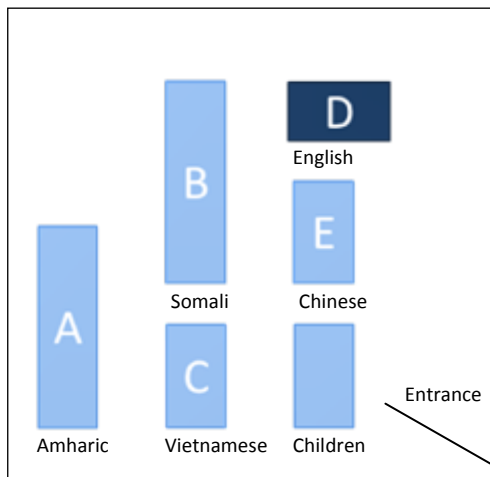 D
English
B
E
Somali
Chinese
A
C
Entrance
Amharic
Vietnamese
Children